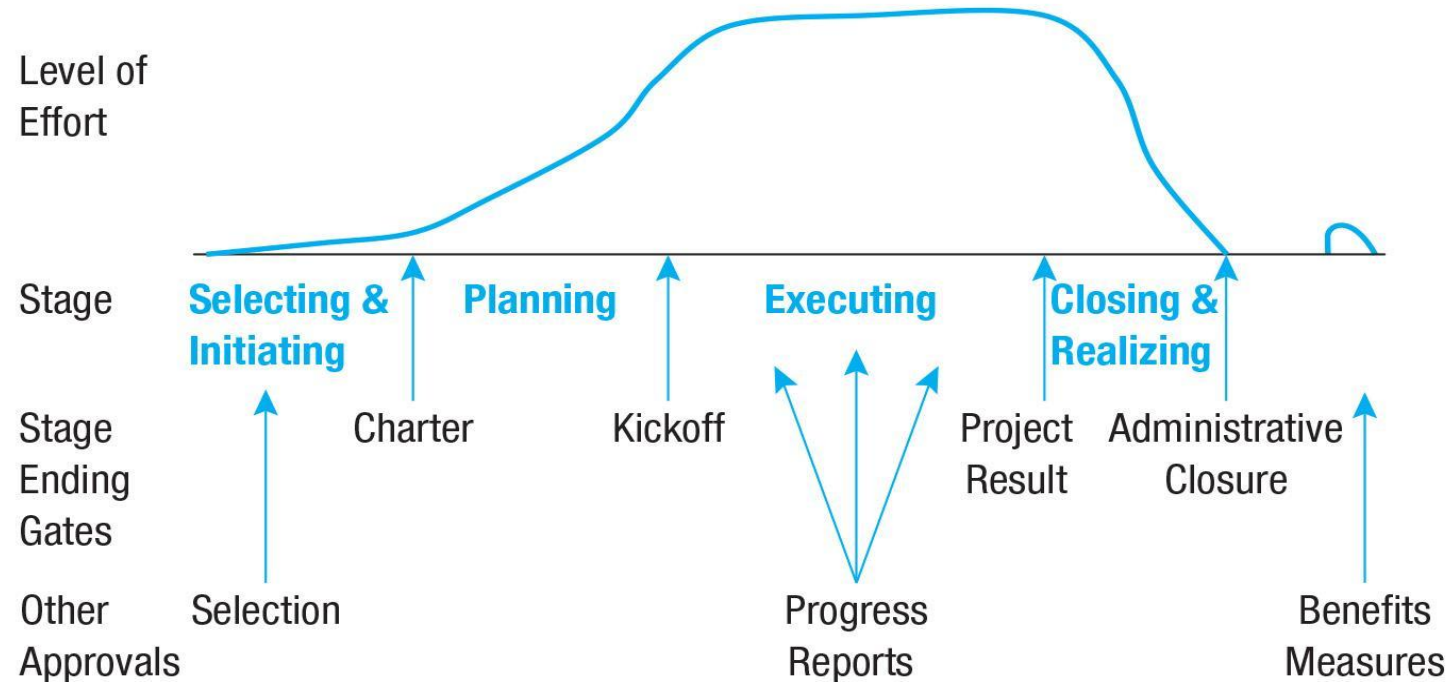 Level of
Effort
Stage
Selecting &
Initiating
Planning
Executing
Closing &
Realizing
Stage
Ending
Gates
Charter
Kickoff
Project
Result
Administrative
Closure
Other
Approvals
Selection
Progress
Reports
Benefits
Measures